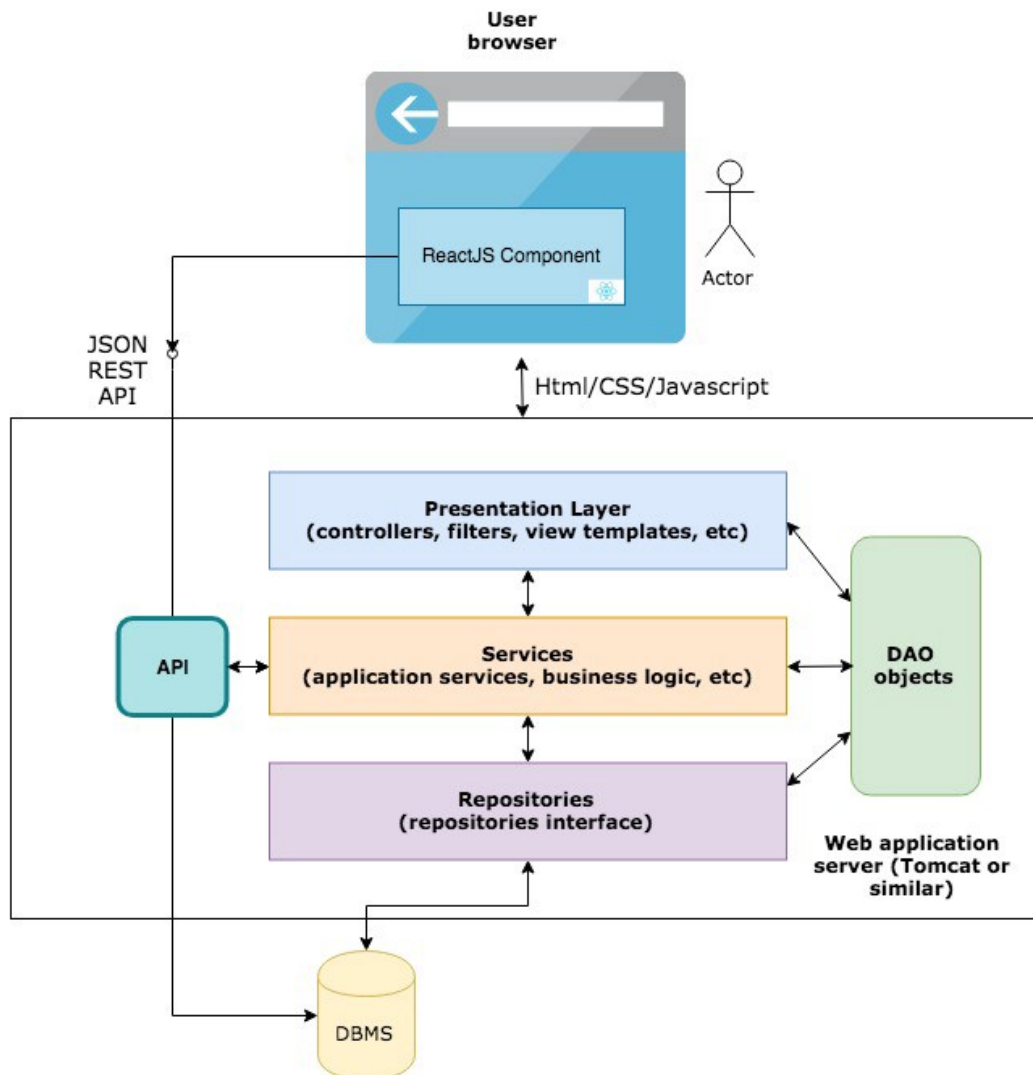 User
browser
ReactJS Component
Actor
JSON
REST
API
Html/CSS/Javascript
Presentation Layer
(controllers, filters, view templates, etc)
API
Services
(application services, business logic, etc)
DAO
objects
Repositories
(repositories interface)
Web application
server (Tomcat or
similar)
DBMS